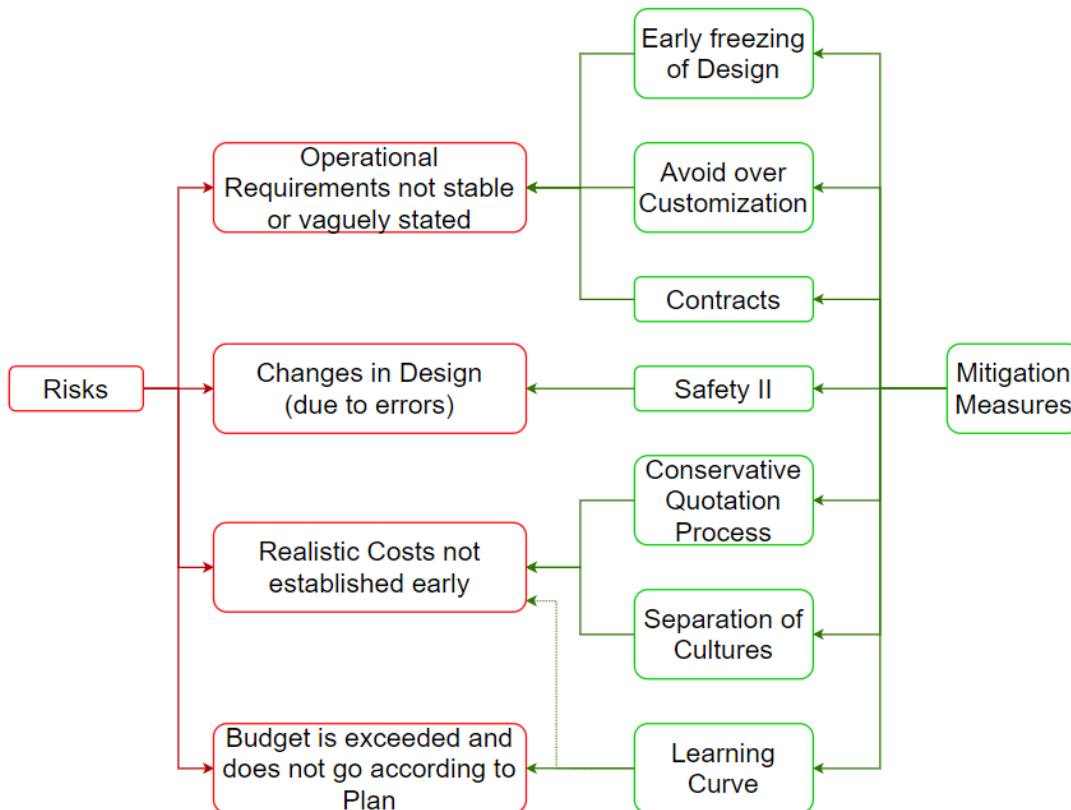 Early freezing
of Design
Operational
Requirements not stable
or vaguely stated
Avoid over
Customization
Contracts
Risks
Changes in Design
(due to errors)
Safety II
Mitigation
Measures
Conservative
Quotation
Process
Realistic Costs not
established early
Separation of
Cultures
Budget is exceeded and
does not go according to
Plan
Learning
Curve